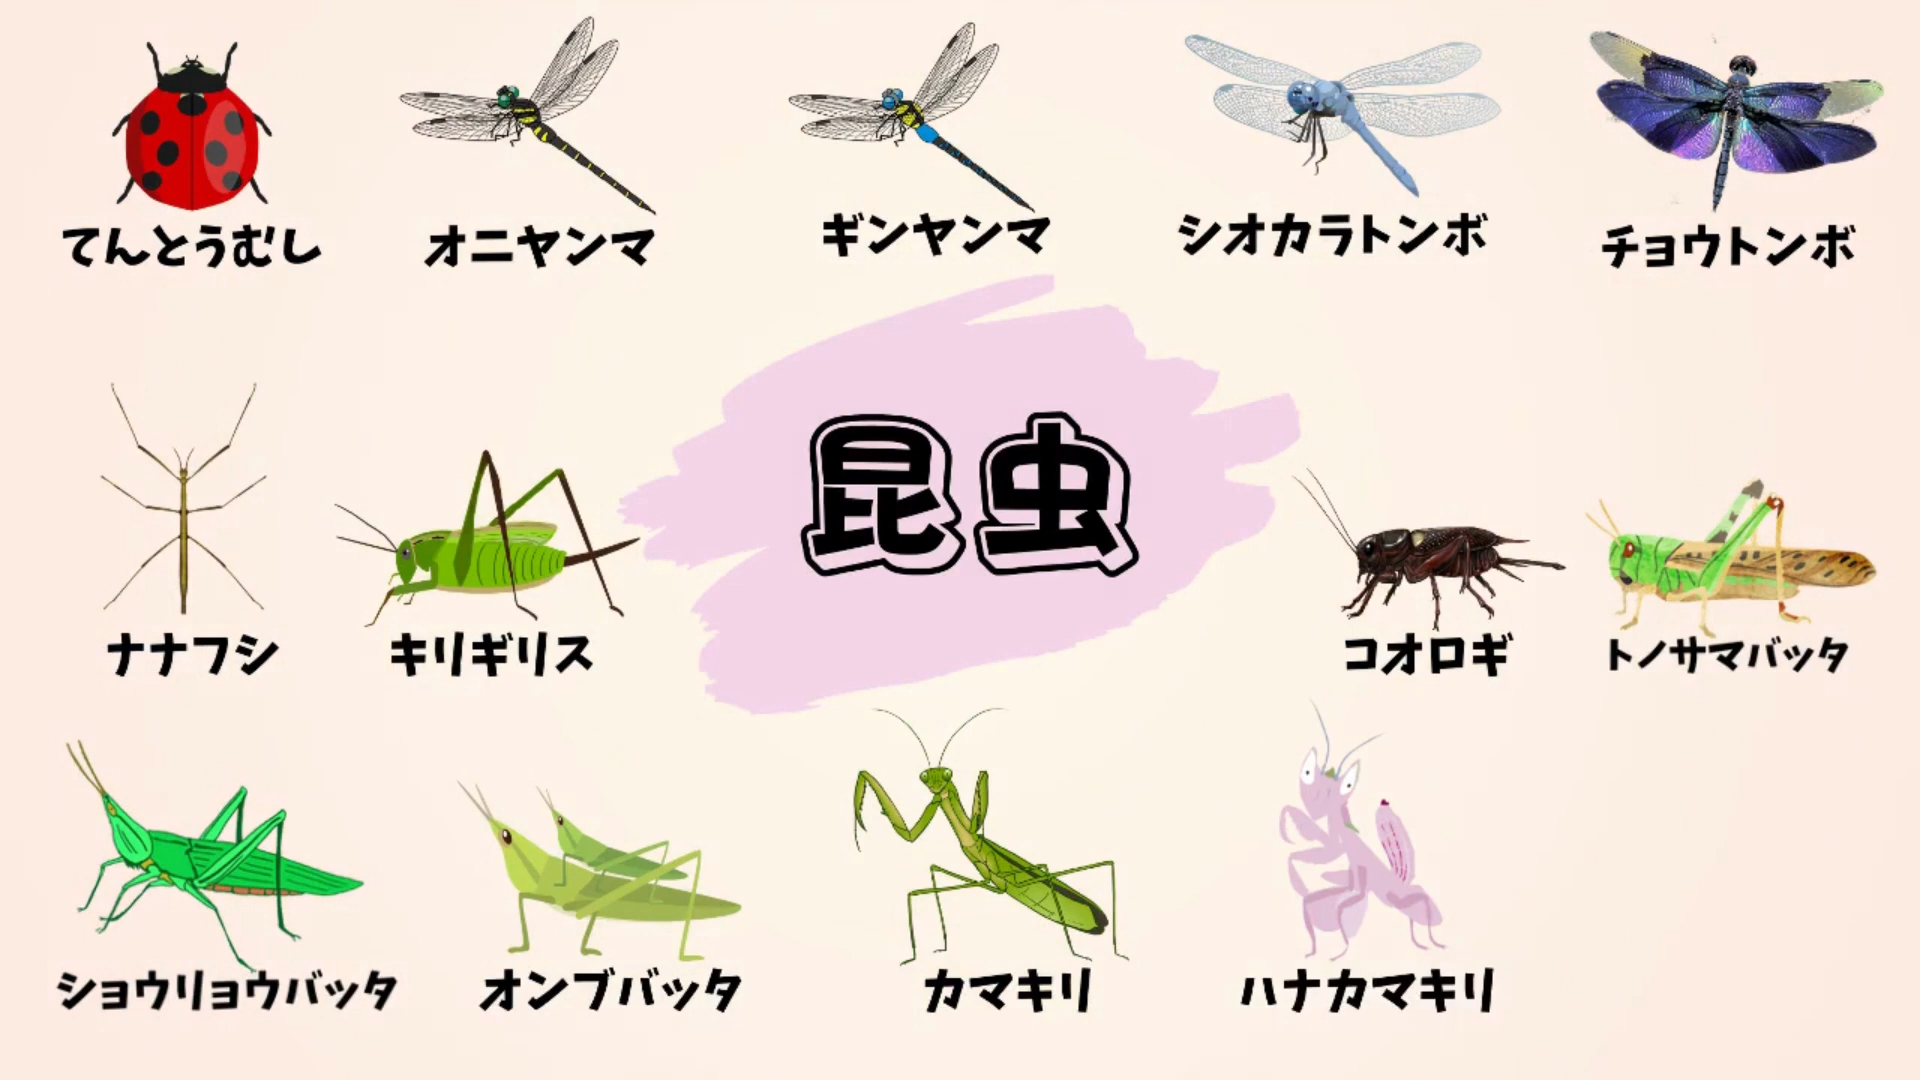 てんとうむし
オニヤンマ
ギンヤンマ
シオカラトンボ
チョウトンボ
昆虫
ナナフシ
キリギリス
コオロギ
トノサマバッタ
ショウリョウバッタ
オンブバッタ
カマキリ
ハナカマキリ